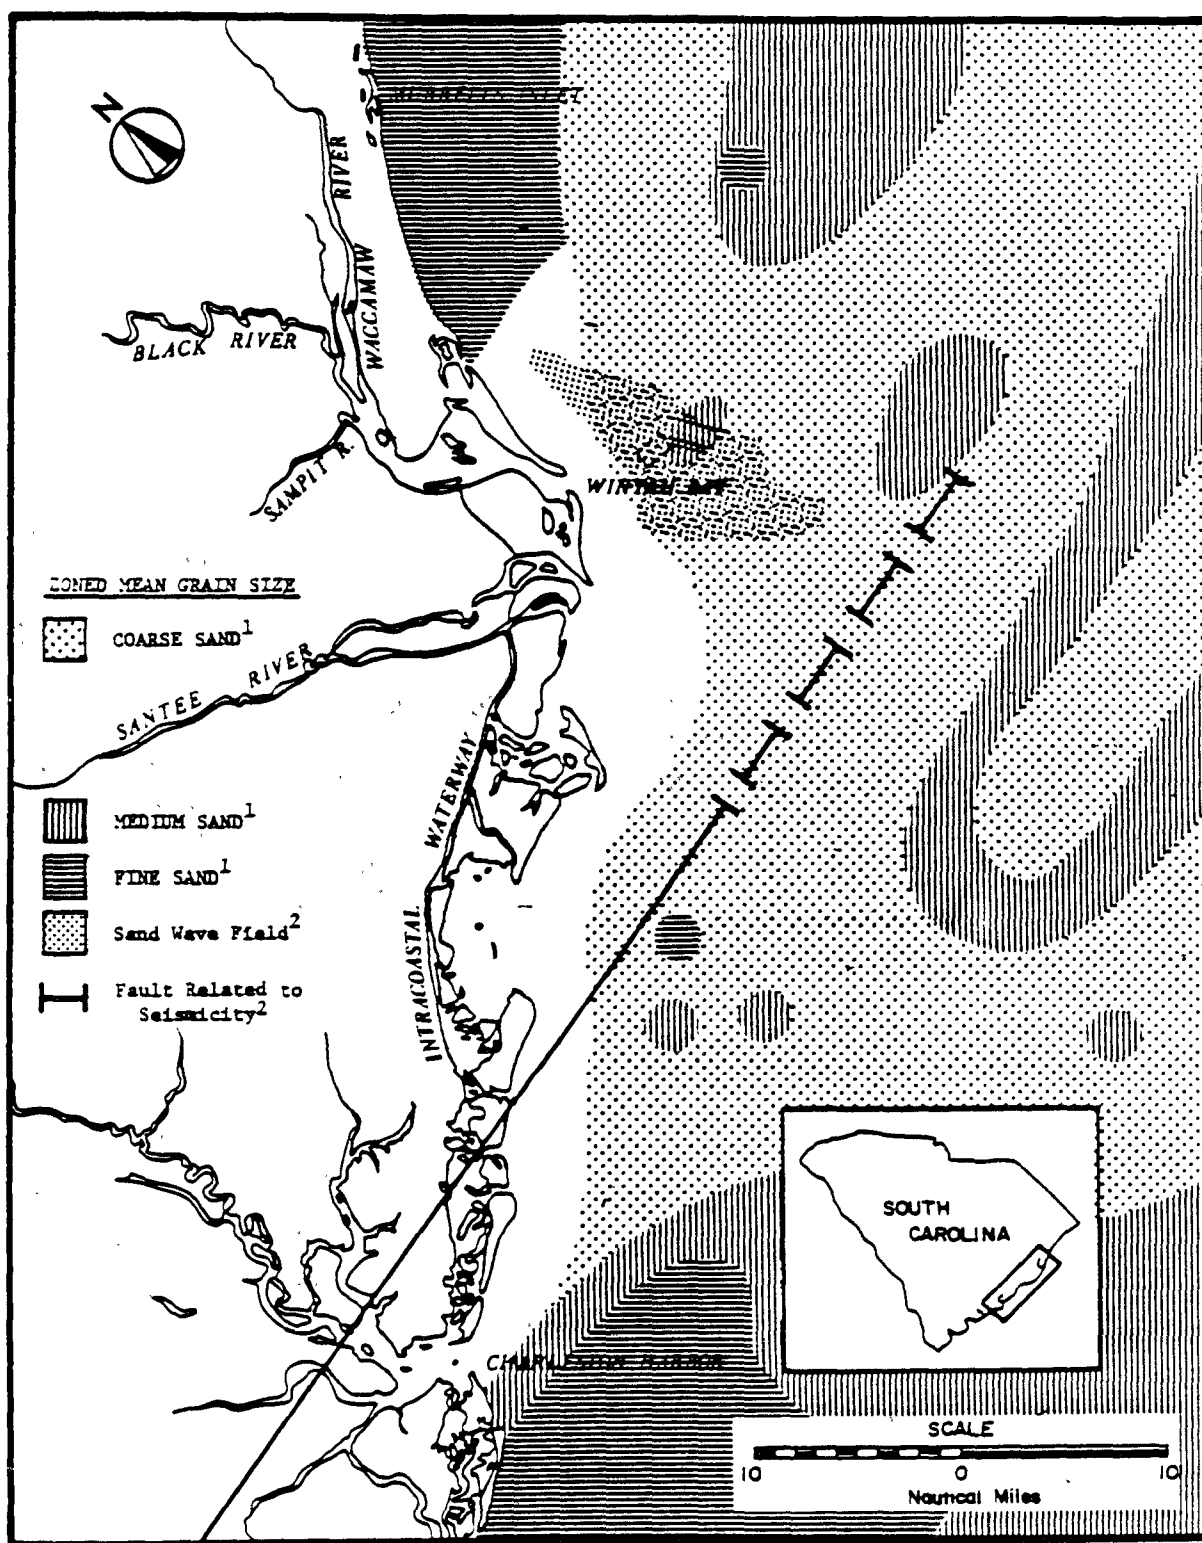 N
MURRELLS INLET
RIVER
WACCAMAW
BLACK RIVER
SAMPIT R.
WINYAH BAY
ZONED MEAN GRAIN SIZE
COARSE SAND1
SANTEE RIVER
WATERWAY
INTRACOASTAL
MEDIUM SAND1
FINE SAND1
Sand Wave Field2
Fault Related to
Seismicity2
SOUTH
CAROLINA
CHARLESTON HARBOR
SCALE
10 0 10
Nautical Miles